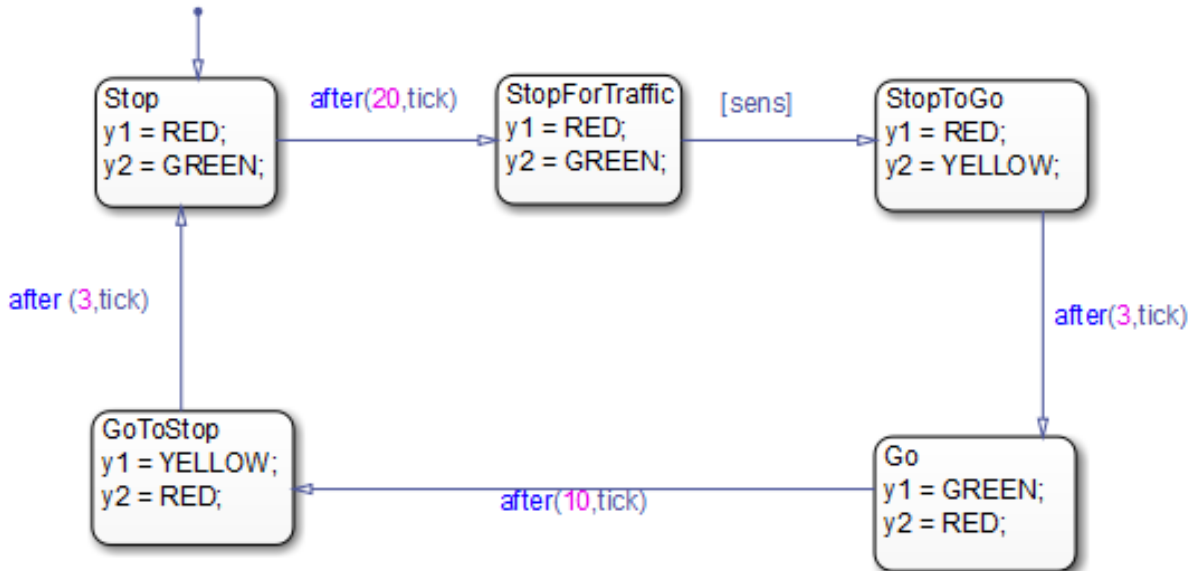 Stop
y1 = RED;
y2 = GREEN;
after(20,tick)
StopForTraffic
y1 = RED;
y2 = GREEN;
[sens]
StopToGo
y1 = RED;
y2 = YELLOW;
after (3,tick)
after(3,tick)
GoToStop
y1 = YELLOW;
y2 = RED;
after(10,tick)
Go
y1 = GREEN;
y2 = RED;